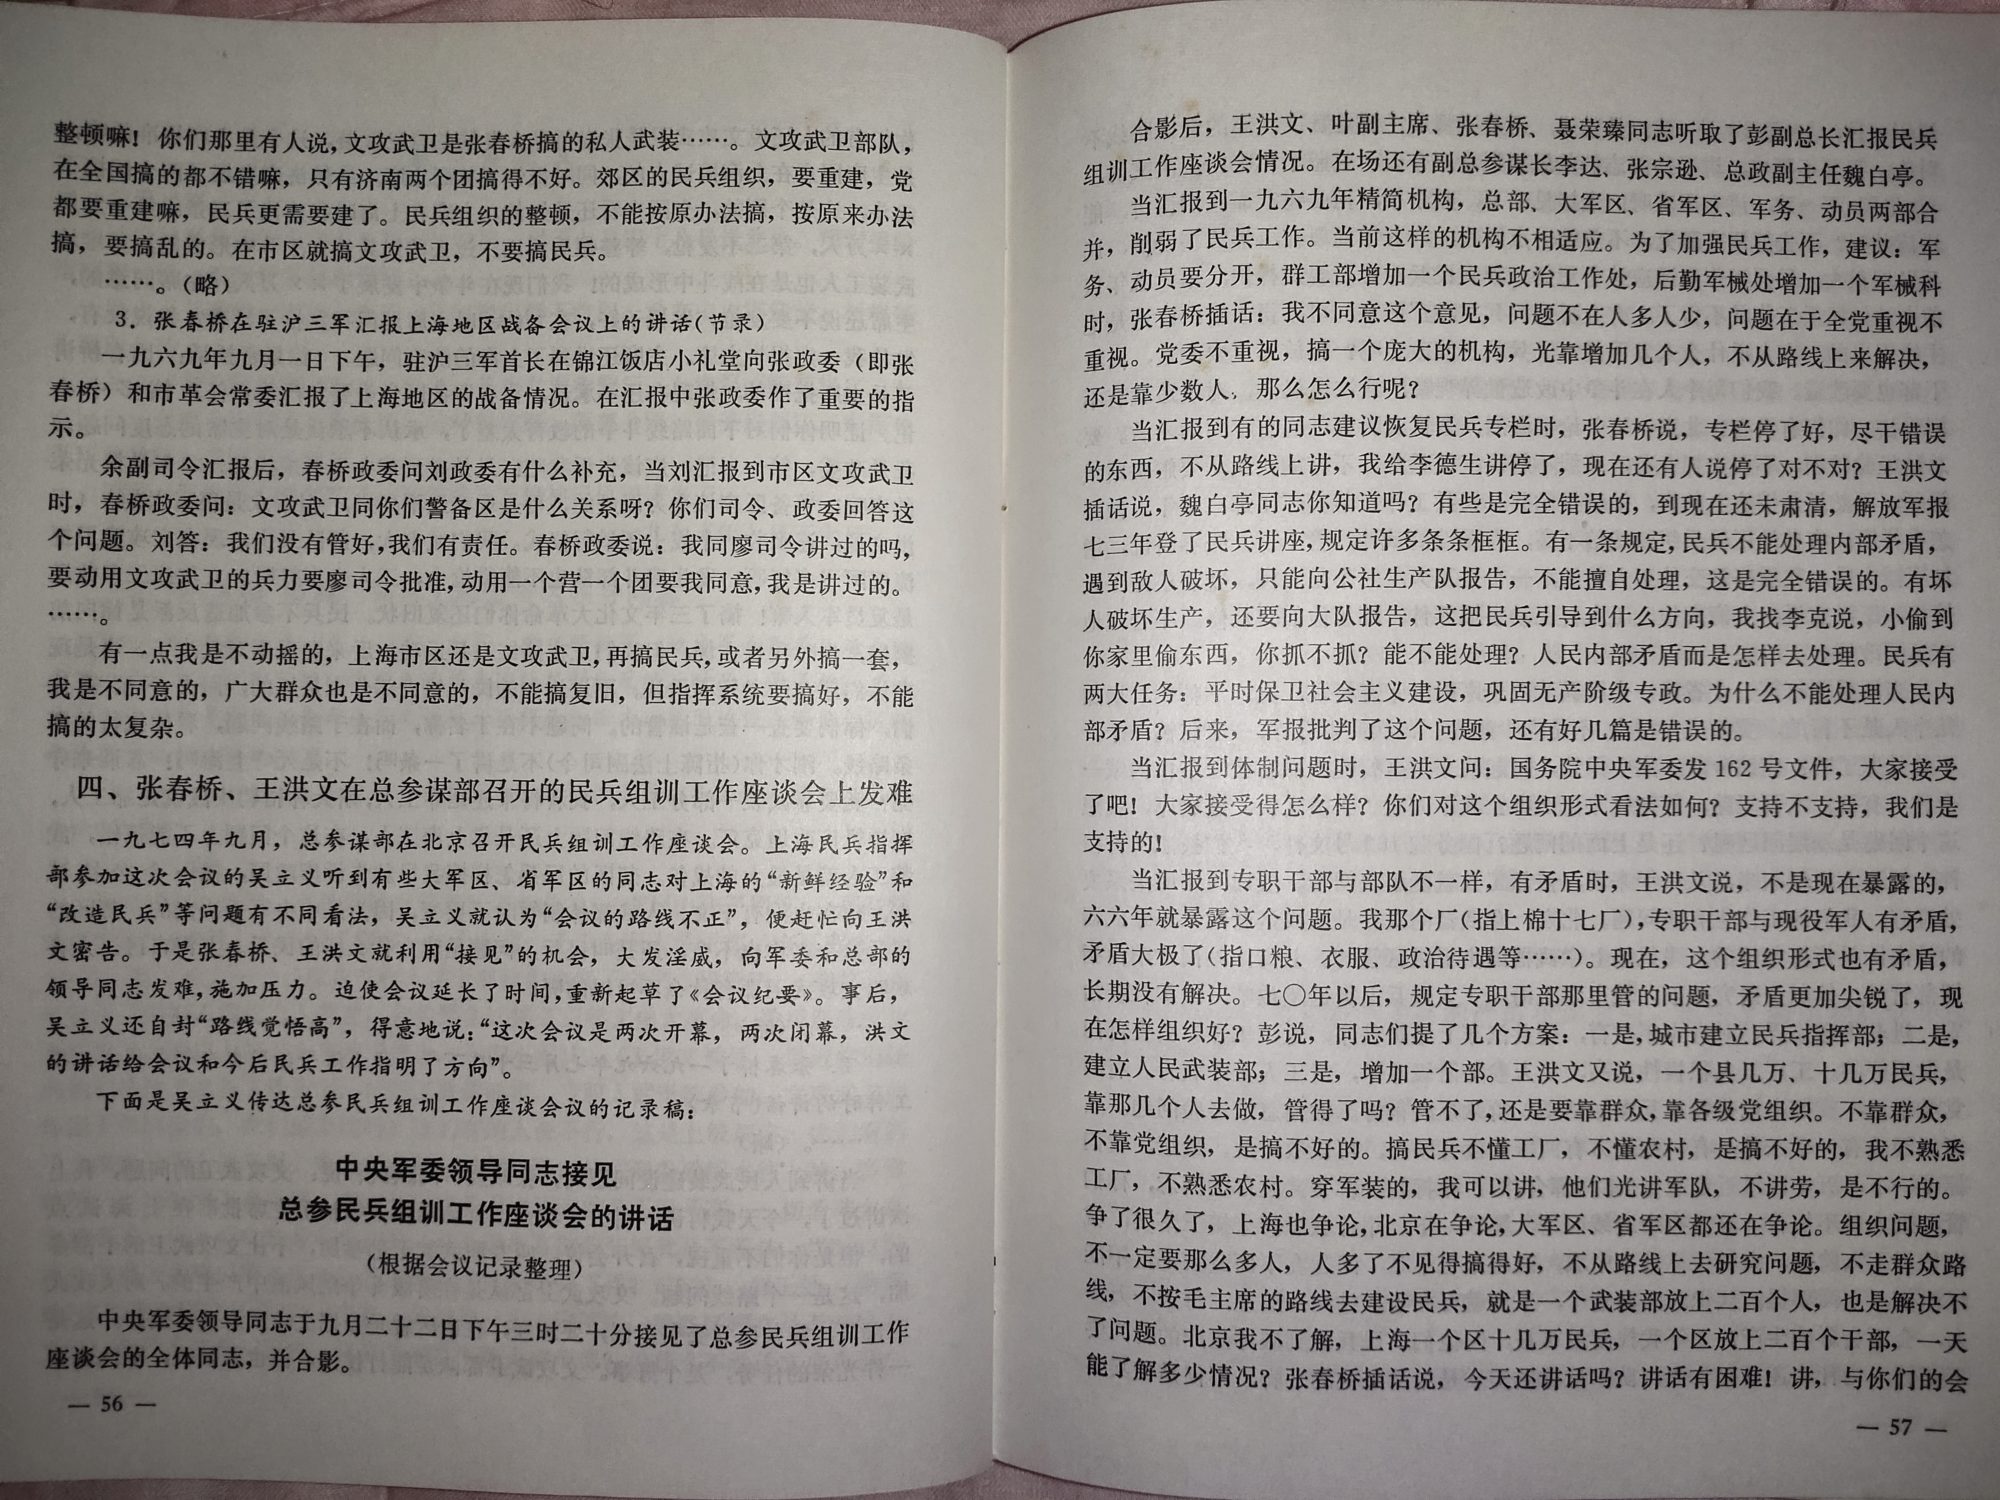 整顿嘛！你们那里有人说，文攻武卫是张春桥搞的私人武装……。文攻武卫部队，
在全国搞的都不错嘛，只有济南两个团搞得不好。郊区的民兵组织，要重建，党
都要重建嘛，民兵更需要建了。民兵组织的整顿，不能按原办法搞，按原来办法
搞，要搞乱的。在市区就搞文攻武卫，不要搞民兵。
……。（略）
3．张春桥在驻沪三军汇报上海地区战备会议上的讲话（节录）
一九六九年九月一日下午，驻沪三军首长在锦江饭店小礼堂向张政委（即张
春桥）和市革会常委汇报了上海地区的战备情况。在汇报中张政委作了重要的指
示。
余副司令汇报后，春桥政委问刘政委有什么补充，当刘汇报到市区文攻武卫
时，春桥政委问：文攻武卫同你们警备区是什么关系呀？你们司令、政委回答这
个问题。刘答：我们没有管好，我们有责任。春桥政委说：我同廖司令讲过的吗，
要动用文攻武卫的兵力要廖司令批准，动用一个营一个团要我同意，我是讲过的。
……。
有一点我是不动摇的，上海市区还是文攻武卫，再搞民兵，或者另外搞一套，
我是不同意的，广大群众也是不同意的，不能搞复旧，但指挥系统要搞好，不能
搞的太复杂。
四、张春桥、王洪文在总参谋部召开的民兵组训工作座谈会上发难
一九七四年九月，总参谋部在北京召开民兵组训工作座谈会。上海民兵指挥
部参加这次会议的吴立义听到有些大军区、省军区的同志对上海的“新鲜经验”和
“改造民兵”等问题有不同看法，吴立义就认为“会议的路线不正”，便赶忙向王洪
文密告。于是张春桥、王洪文就利用“接见”的机会，大发淫威，向军委和总部的
领导同志发难，施加压力。迫使会议延长了时间，重新起草了《会议纪要》。事后，
吴立义还自封“路线觉悟高”，得意地说：“这次会议是两次开幕，两次闭幕，洪文
的讲话给会议和今后民兵工作指明了方向”。
下面是吴立义传达总参民兵组训工作座谈会议的记录稿：
中央军委领导同志接见
总参民兵组训工作座谈会的讲话
（根据会议记录整理）
中央军委领导同志于九月二十二日下午三时二十分接见了总参民兵组训工作
座谈会的全体同志，并合影。
— 56 —
合影后，王洪文、叶副主席、张春桥、聂荣臻同志听取了彭副总长汇报民兵
组训工作座谈会情况。在场还有副总参谋长李达、张宗逊、总政副主任魏白亭。
当汇报到一九六九年精简机构，总部、大军区、省军区、军务、动员两部合
并，削弱了民兵工作。当前这样的机构不相适应。为了加强民兵工作，建议：军
务、动员要分开，群工部增加一个民兵政治工作处，后勤军械处增加一个军械科
时，张春桥插话：我不同意这个意见，问题不在人多人少，问题在于全党重视不
重视。党委不重视，搞一个庞大的机构，光靠增加几个人，不从路线上来解决，
还是靠少数人，那么怎么行呢？
当汇报到有的同志建议恢复民兵专栏时，张春桥说，专栏停了好，尽干错误
的东西，不从路线上讲，我给李德生讲停了，现在还有人说停了对不对？王洪文
插话说，魏白亭同志你知道吗？有些是完全错误的，到现在还未肃清，解放军报
七三年登了民兵讲座，规定许多条条框框。有一条规定，民兵不能处理内部矛盾，
遇到敌人破坏，只能向公社生产队报告，不能擅自处理，这是完全错误的。有坏
人破坏生产，还要向大队报告，这把民兵引导到什么方向，我找李克说，小偷到
你家里偷东西，你抓不抓？能不能处理？人民内部矛盾而是怎样去处理。民兵有
两大任务：平时保卫社会主义建设，巩固无产阶级专政。为什么不能处理人民内
部矛盾？后来，军报批判了这个问题，还有好几篇是错误的。
当汇报到体制问题时，王洪文问：国务院中央军委发 162 号文件，大家接受
了吧！大家接受得怎么样？你们对这个组织形式看法如何？支持不支持，我们是
支持的！
当汇报到专职干部与部队不一样，有矛盾时，王洪文说，不是现在暴露的，
六六年就暴露这个问题。我那个厂（指上棉十七厂），专职干部与现役军人有矛盾，
矛盾大极了（指口粮、衣服、政治待遇等……）。现在，这个组织形式也有矛盾，
长期没有解决。七〇年以后，规定专职干部那里管的问题，矛盾更加尖锐了，现
在怎样组织好？彭说，同志们提了几个方案：一是，城市建立民兵指挥部；二是，
建立人民武装部；三是，增加一个部。王洪文又说，一个县几万、十几万民兵，
靠那几个人去做，管得了吗？管不了，还是要靠群众，靠各级党组织。不靠群众，
不靠党组织，是搞不好的。搞民兵不懂工厂，不懂农村，是搞不好的，我不熟悉
工厂，不熟悉农村。穿军装的，我可以讲，他们光讲军队，不讲劳，是不行的。
争了很久了，上海也争论，北京在争论，大军区、省军区都还在争论。组织问题，
不一定要那么多人，人多了不见得搞得好，不从路线上去研究问题，不走群众路
线，不按毛主席的路线去建设民兵，就是一个武装部放上二百个人，也是解决不
了问题。北京我不了解，上海一个区十几万民兵，一个区放上二百个干部，一天
能了解多少情况？张春桥插话说，今天还讲话吗？讲话有困难！讲，与你们的会
— 57 —